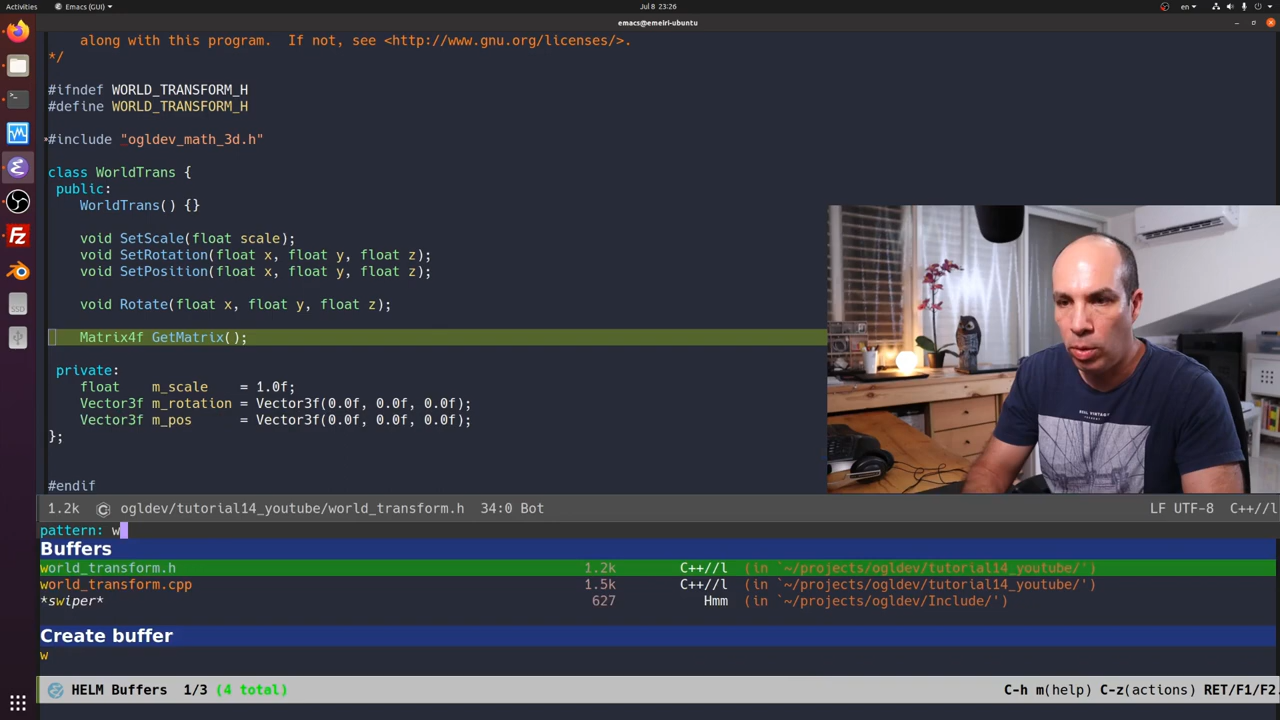 Activities
Emacs (GUI)
Jul 8 23:26
en
emacs@emeiri-ubuntu
along with this program.  If not, see <http://www.gnu.org/licenses/>.
*/
#ifndef WORLD_TRANSFORM_H
#define WORLD_TRANSFORM_H
#include "ogldev_math_3d.h"
class WorldTrans {
public:
WorldTrans() {}
void SetScale(float scale);
void SetRotation(float x, float y, float z);
void SetPosition(float x, float y, float z);
void Rotate(float x, float y, float z);
Matrix4f GetMatrix();
private:
float    m_scale    = 1.0f;
Vector3f m_rotation = Vector3f(0.0f, 0.0f, 0.0f);
Vector3f m_pos      = Vector3f(0.0f, 0.0f, 0.0f);
};
#endif
1.2k ogldev/tutorial14_youtube/world_transform.h 34:0 Bot LF UTF-8 C++//l
pattern: w
Buffers
world_transform.h 1.2k C++//l (in `~/projects/ogldev/tutorial14_youtube/')
world_transform.cpp 1.5k C++//l (in `~/projects/ogldev/tutorial14_youtube/')
*swiper* 627 Hmm (in `~/projects/ogldev/Include/')
Create buffer
w
HELM Buffers 1/3 (4 total) C-h m(help) C-z(actions) RET/F1/F2